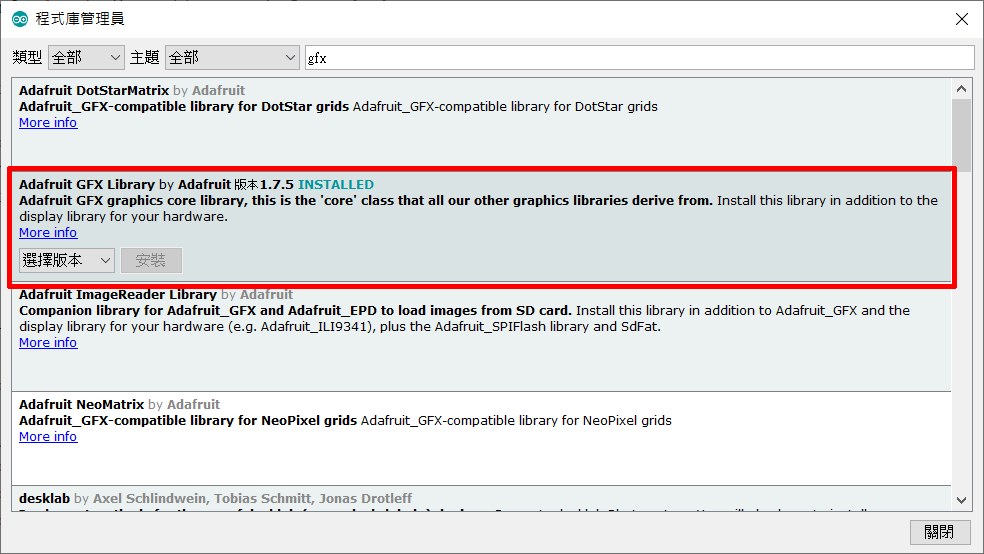 程式庫管理員
類型 全部 主題 全部 gfx
Adafruit DotStarMatrix by Adafruit
Adafruit_GFX-compatible library for DotStar grids Adafruit_GFX-compatible library for DotStar grids
More info
Adafruit GFX Library by Adafruit 版本1.7.5 INSTALLED
Adafruit GFX graphics core library, this is the 'core' class that all our other graphics libraries derive from. Install this library in addition to the
display library for your hardware.
More info
選擇版本 安裝
Adafruit ImageReader Library by Adafruit
Companion library for Adafruit_GFX and Adafruit_EPD to load images from SD card. Install this library in addition to Adafruit_GFX and the
display library for your hardware (e.g. Adafruit_ILI9341), plus the Adafruit_SPIFlash library and SdFat.
More info
Adafruit NeoMatrix by Adafruit
Adafruit_GFX-compatible library for NeoPixel grids Adafruit_GFX-compatible library for NeoPixel grids
More info
desklab by Axel Schlindwein, Tobias Schmitt, Jonas Drotleff
關閉